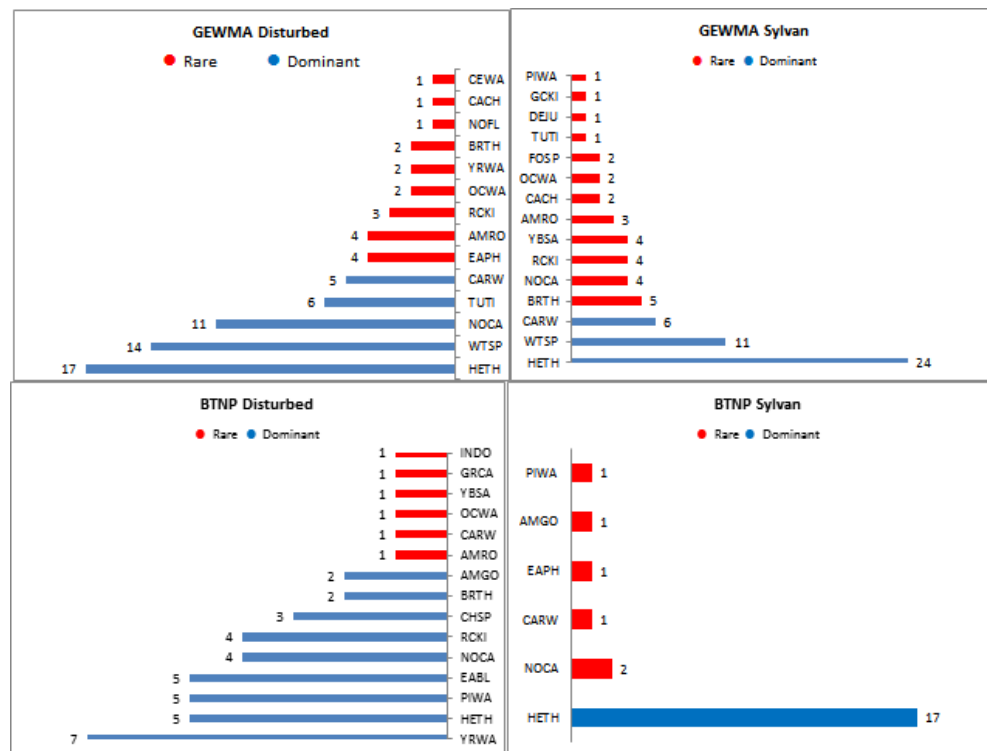 GEWMA Disturbed
Rare Dominant
1 CEWA
1 CACH
1 NOFL
2 BRTH
2 YRWA
2 OCWA
3 RCKI
4 AMRO
4 EAPH
5 CARW
6 TUTI
11 NOCA
14 WTSP
17 HETH
GEWMA Sylvan
Rare Dominant
PIWA 1
GCKI 1
DEJU 1
TUTI 1
FOSP 2
OCWA 2
CACH 2
AMRO 3
YBSA 4
RCKI 4
NOCA 4
BRTH 5
CARW 6
WTSP 11
HETH 24
BTNP Disturbed
Rare Dominant
1 INDO
1 GRCA
1 YBSA
1 OCWA
1 CARW
1 AMRO
2 AMGO
2 BRTH
3 CHSP
4 RCKI
4 NOCA
5 EABL
5 PIWA
5 HETH
7 YRWA
BTNP Sylvan
Rare Dominant
PIWA 1
AMGO 1
EAPH 1
CARW 1
NOCA 2
HETH 17